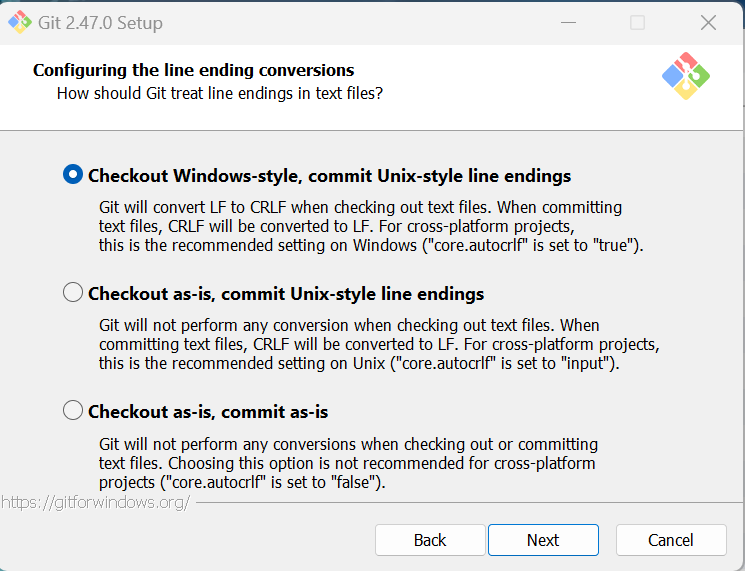 Git 2.47.0 Setup
Configuring the line ending conversions
How should Git treat line endings in text files?
Checkout Windows-style, commit Unix-style line endings
Git will convert LF to CRLF when checking out text files. When committing
text files, CRLF will be converted to LF. For cross-platform projects,
this is the recommended setting on Windows ("core.autocrlf" is set to "true").
Checkout as-is, commit Unix-style line endings
Git will not perform any conversion when checking out text files. When
committing text files, CRLF will be converted to LF. For cross-platform projects,
this is the recommended setting on Unix ("core.autocrlf" is set to "input").
Checkout as-is, commit as-is
Git will not perform any conversions when checking out or committing
text files. Choosing this option is not recommended for cross-platform
projects ("core.autocrlf" is set to "false").
https://gitforwindows.org/
Back Next Cancel